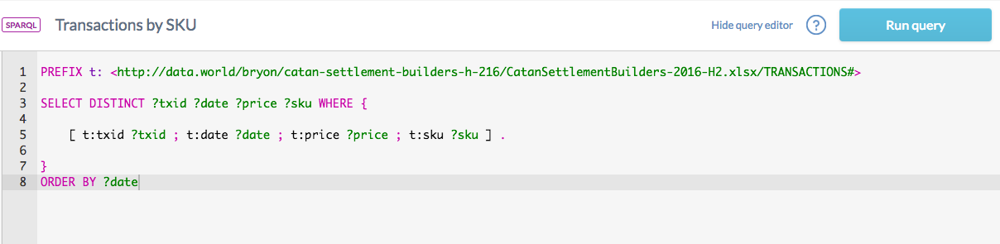 SPARQL Transactions by SKU Hide query editor ? Run query
1 PREFIX t: <http://data.world/bryon/catan-settlement-builders-h-216/CatanSettlementBuilders-2016-H2.xlsx/TRANSACTIONS#>
2
3 SELECT DISTINCT ?txid ?date ?price ?sku WHERE {
4
5 [ t:txid ?txid ; t:date ?date ; t:price ?price ; t:sku ?sku ] .
6
7 }
8 ORDER BY ?date